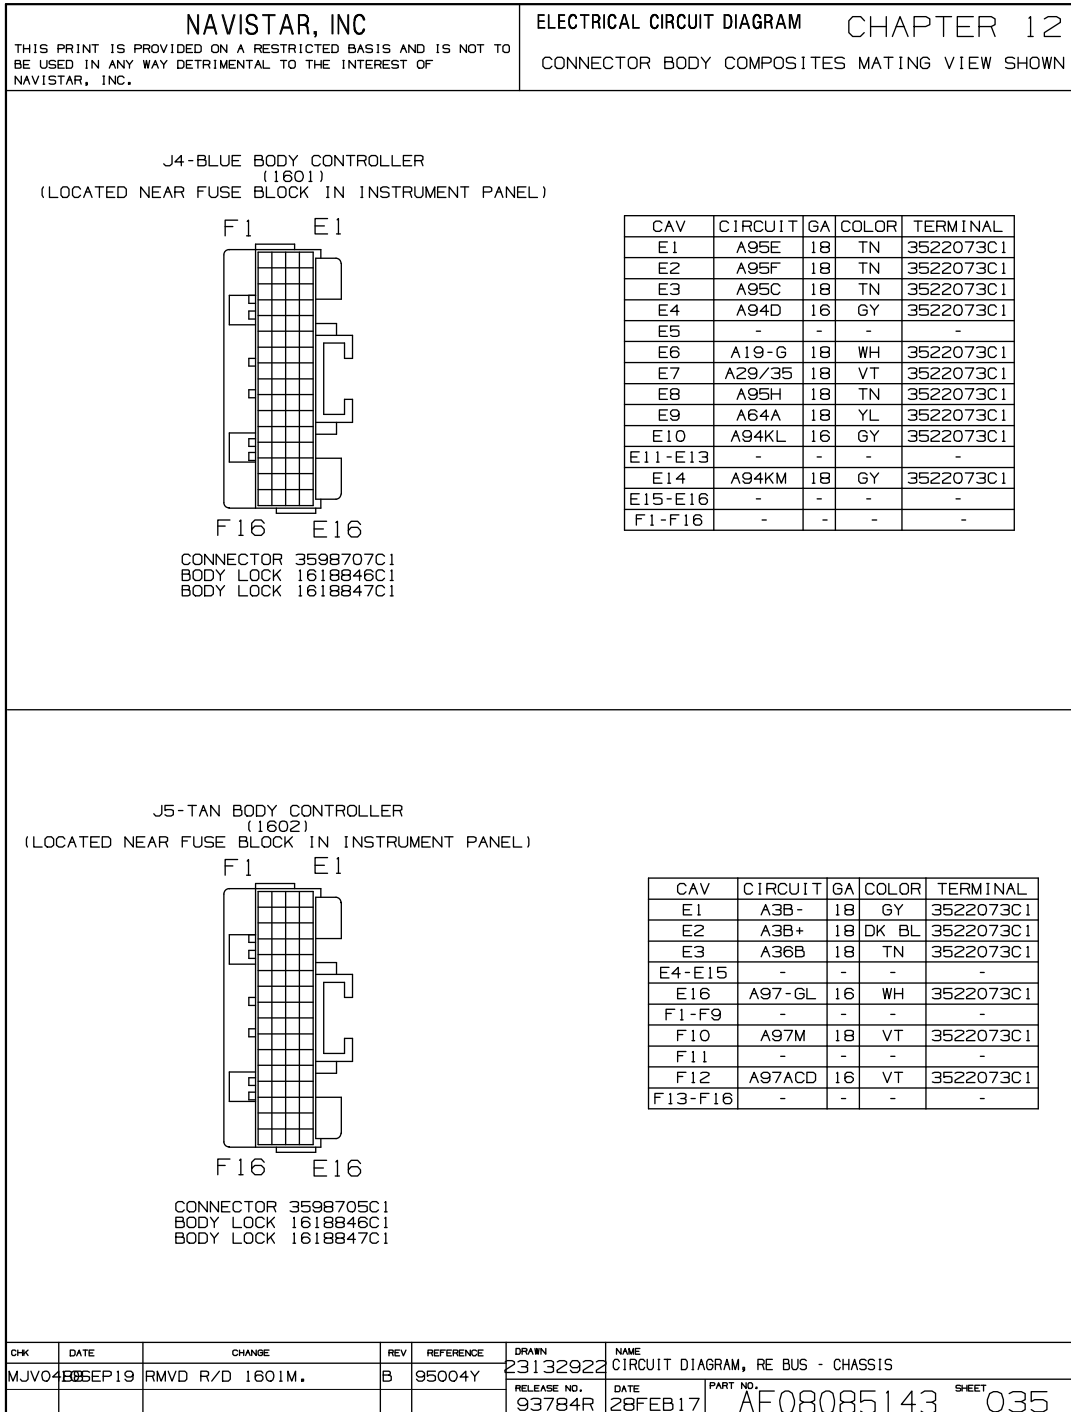 NAVISTAR, INC
THIS PRINT IS PROVIDED ON A RESTRICTED BASIS AND IS NOT TO
BE USED IN ANY WAY DETRIMENTAL TO THE INTEREST OF
NAVISTAR, INC.
ELECTRICAL CIRCUIT DIAGRAM CHAPTER 12
CONNECTOR BODY COMPOSITES MATING VIEW SHOWN
J4-BLUE BODY CONTROLLER
(1601)
(LOCATED NEAR FUSE BLOCK IN INSTRUMENT PANEL)
F1 E1
F16 E16
CONNECTOR 3598707C1
BODY LOCK 1618846C1
BODY LOCK 1618847C1
CAV CIRCUIT GA COLOR TERMINAL
E1 A95E 18 TN 3522073C1
E2 A95F 18 TN 3522073C1
E3 A95C 18 TN 3522073C1
E4 A94D 16 GY 3522073C1
E5 - - - -
E6 A19-G 18 WH 3522073C1
E7 A29/35 18 VT 3522073C1
E8 A95H 18 TN 3522073C1
E9 A64A 18 YL 3522073C1
E10 A94KL 16 GY 3522073C1
E11-E13 - - - -
E14 A94KM 18 GY 3522073C1
E15-E16 - - - -
F1-F16 - - - -
J5-TAN BODY CONTROLLER
(1602)
(LOCATED NEAR FUSE BLOCK IN INSTRUMENT PANEL)
F1 E1
F16 E16
CONNECTOR 3598705C1
BODY LOCK 1618846C1
BODY LOCK 1618847C1
CAV CIRCUIT GA COLOR TERMINAL
E1 A3B- 18 GY 3522073C1
E2 A3B+ 18 DK BL 3522073C1
E3 A36B 18 TN 3522073C1
E4-E15 - - - -
E16 A97-GL 16 WH 3522073C1
F1-F9 - - - -
F10 A97M 18 VT 3522073C1
F11 - - - -
F12 A97ACD 16 VT 3522073C1
F13-F16 - - - -
CHK DATE CHANGE REV REFERENCE
RMVD R/D 1601M. B 95004Y
DRAWN
23132922
NAME
CIRCUIT DIAGRAM, RE BUS - CHASSIS
RELEASE NO.
93784R
DATE
28FEB17
PART NO.
AE08085143
SHEET
035